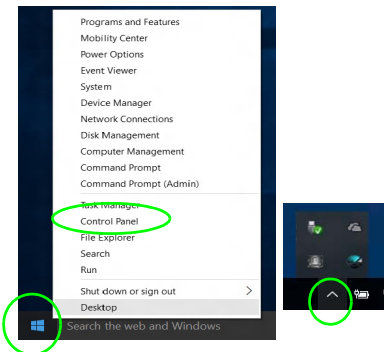 Programs and Features
Mobility Center
Power Options
Event Viewer
System
Device Manager
Network Connections
Disk Management
Computer Management
Command Prompt
Command Prompt (Admin)
Task Manager
Control Panel
File Explorer
Search
Run
Shut down or sign out
Desktop
Search the web and Windows